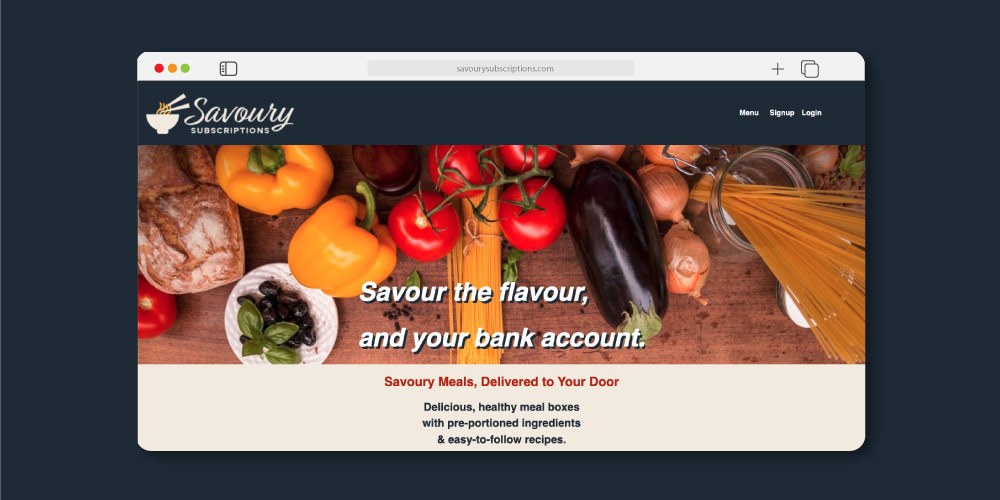 savourysubscriptions.com
Savoury
SUBSCRIPTIONS
Menu Signup Login
Savour the flavour,
and your bank account.
Savoury Meals, Delivered to Your Door
Delicious, healthy meal boxes
with pre-portioned ingredients
& easy-to-follow recipes.